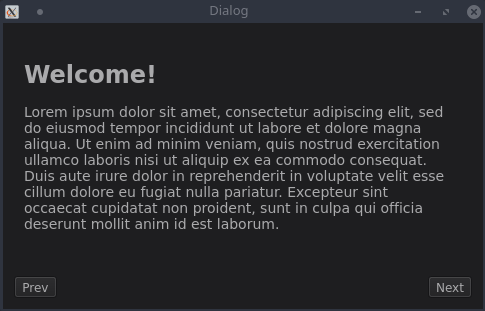 Dialog
Welcome!
Lorem ipsum dolor sit amet, consectetur adipiscing elit, sed
do eiusmod tempor incididunt ut labore et dolore magna
aliqua. Ut enim ad minim veniam, quis nostrud exercitation
ullamco laboris nisi ut aliquip ex ea commodo consequat.
Duis aute irure dolor in reprehenderit in voluptate velit esse
cillum dolore eu fugiat nulla pariatur. Excepteur sint
occaecat cupidatat non proident, sunt in culpa qui officia
deserunt mollit anim id est laborum.
Prev
Next